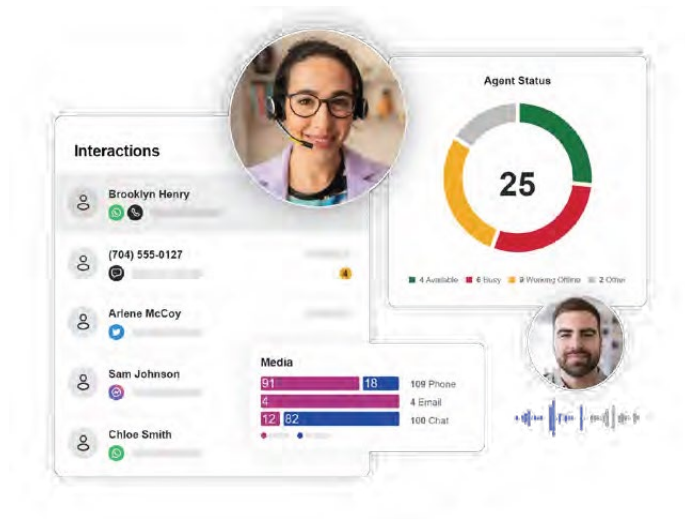 Agent Status
25
4 Available 6 Busy 9 Working Offline 2 Other
Interactions
Brooklyn Henry
(704) 555-0127
4
Arlene McCoy
Sam Johnson
Chloe Smith
Media
91 18 109 Phone
4 4 Email
12 82 100 Chat